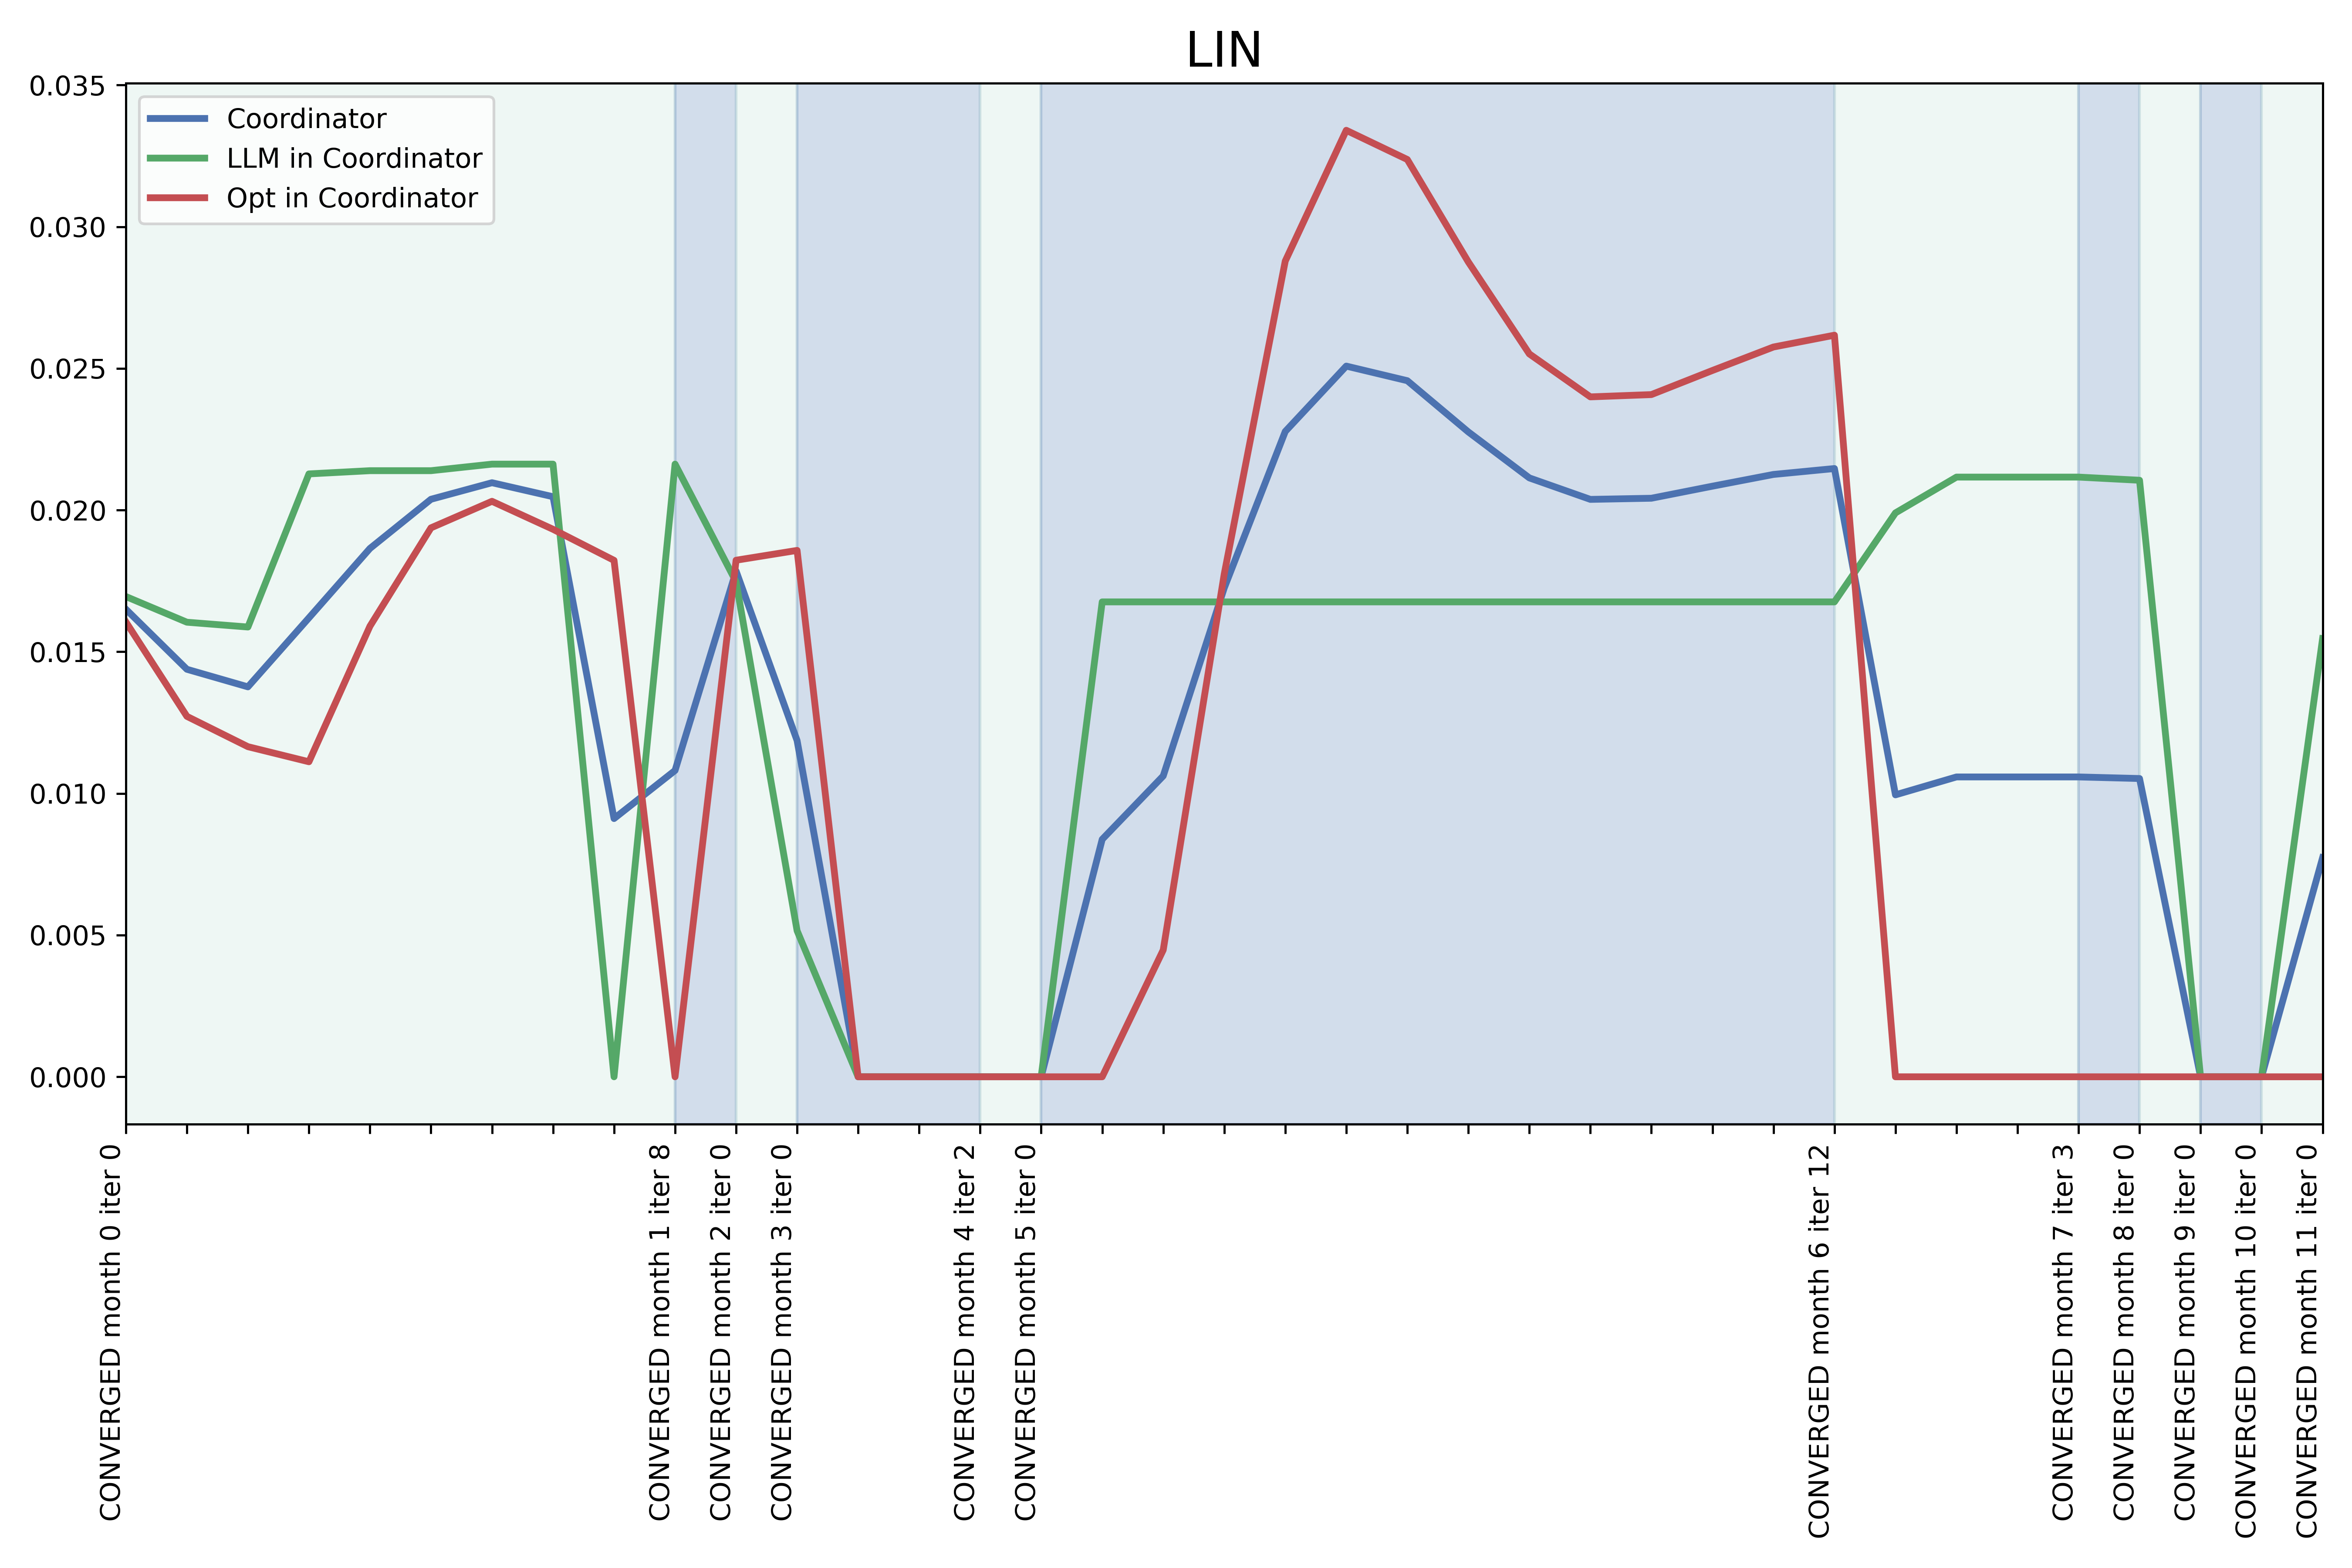 LIN
0.035
0.030
0.025
0.020
0.015
0.010
0.005
0.000
Coordinator
LLM in Coordinator
Opt in Coordinator
CONVERGED month 0 iter 0
CONVERGED month 1 iter 8
CONVERGED month 2 iter 0
CONVERGED month 3 iter 0
CONVERGED month 4 iter 2
CONVERGED month 5 iter 0
CONVERGED month 6 iter 12
CONVERGED month 7 iter 3
CONVERGED month 8 iter 0
CONVERGED month 9 iter 0
CONVERGED month 10 iter 0
CONVERGED month 11 iter 0